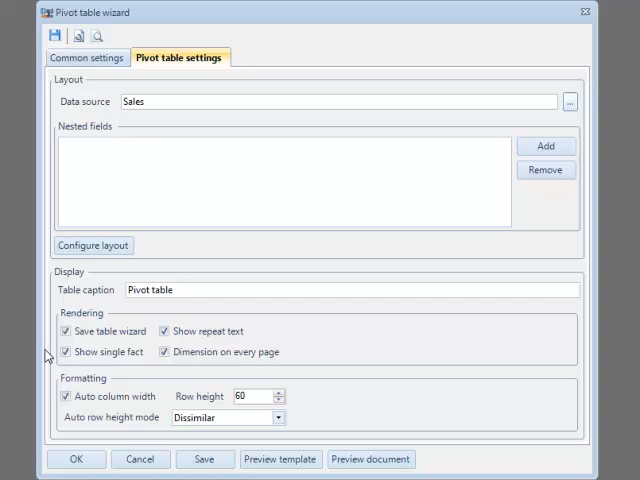 Pivot table wizard
Common settings Pivot table settings
Layout
Data source Sales ...
Nested fields
Add
Remove
Configure layout
Display
Table caption Pivot table
Rendering
Save table wizard Show repeat text
Show single fact Dimension on every page
Formatting
Auto column width Row height 60
Auto row height mode Dissimilar
OK Cancel Save Preview template Preview document